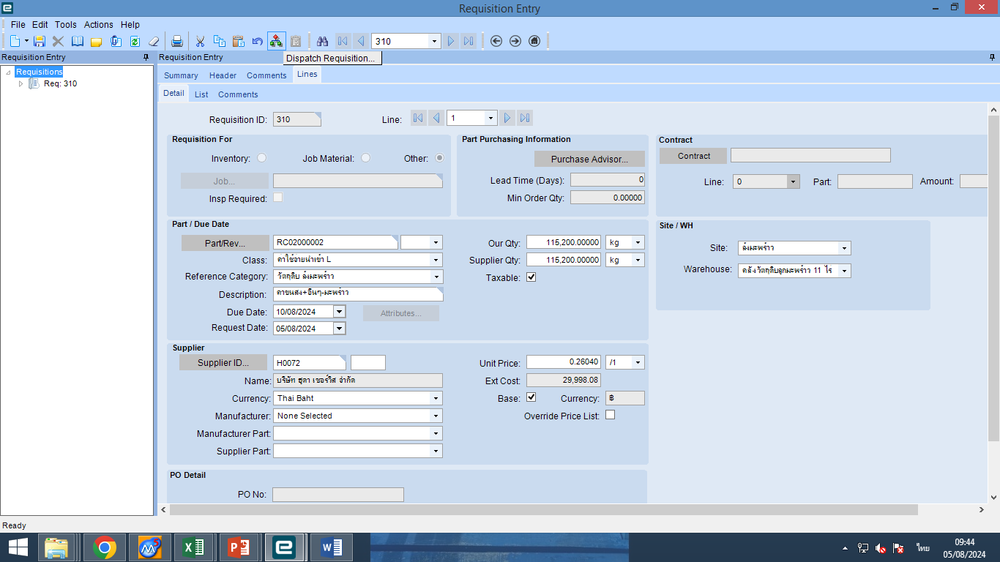 Requisition Entry
File Edit Tools Actions Help
310
Requisition Entry
Requisition Entry
Dispatch Requisition...
Requisitions
Req: 310
Summary Header Comments Lines
Detail List Comments
Requisition ID: 310 Line: 1
Requisition For
Inventory: Job Material: Other:
Job...
Insp Required:
Part Purchasing Information
Purchase Advisor...
Lead Time (Days): 0
Min Order Qty: 0.00000
Contract
Contract
Line: 0 Part: Amount:
Part / Due Date
Part/Rev... RC02000002
Class: ค่าใช้จ่ายนำเข้า L
Reference Category: วัตถุดิบ ล้งมะพร้าว
Description: ค่าขนส่ง+อื่นๆ-มะพร้าว
Due Date: 10/08/2024 Attributes...
Request Date: 05/08/2024
Our Qty: 115,200.00000 kg
Supplier Qty: 115,200.00000 kg
Taxable:
Site / WH
Site: ล้งมะพร้าว
Warehouse: คลังวัตถุดิบลูกมะพร้าว 11 ไร่
Supplier
Supplier ID... H0072
Name: บริษัท ฮุดา เซอร์วิส จำกัด
Currency: Thai Baht
Manufacturer: None Selected
Manufacturer Part:
Supplier Part:
Unit Price: 0.26040 /1
Ext Cost: 29,998.08
Base: Currency: ฿
Override Price List:
PO Detail
PO No:
Ready
ไทย
09:44
05/08/2024